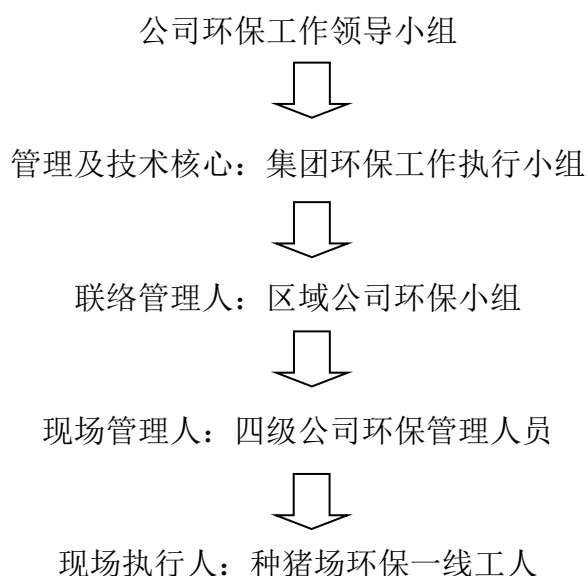 公司环保工作领导小组
管理及技术核心：集团环保工作执行小组
联络管理人：区域公司环保小组
现场管理人：四级公司环保管理人员
现场执行人：种猪场环保一线工人